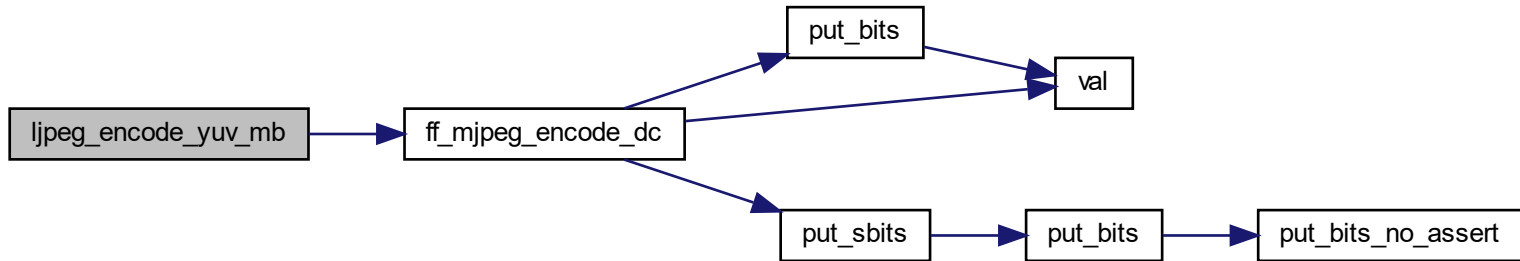 ljpeg_encode_yuv_mb
ff_mjpeg_encode_dc
put_bits
val
put_sbits
put_bits
put_bits_no_assert